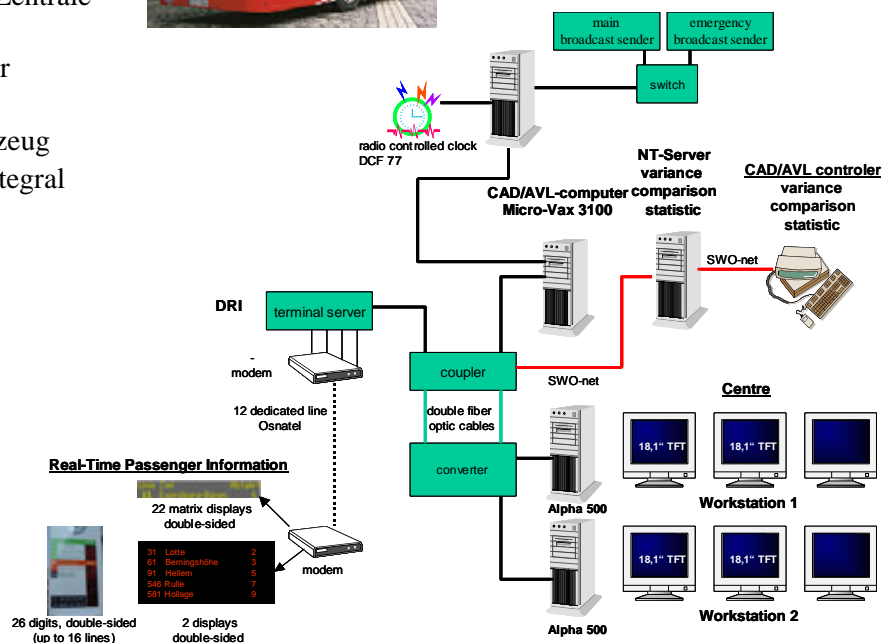 Zentrale
r
zeug
tegral
main
broadcast sender
emergency
broadcast sender
switch
radio controlled clock
DCF 77
CAD/AVL-computer
Micro-Vax 3100
NT-Server
variance
comparison
statistic
CAD/AVL controler
variance
comparison
statistic
SWO-net
DRI
terminal server
-
modem
coupler
SWO-net
12 dedicated line
Osnatel
double fiber
optic cables
converter
Centre
18,1“ TFT
18,1“ TFT
Alpha 500
Workstation 1
18,1“ TFT
18,1“ TFT
Alpha 500
Workstation 2
Real-Time Passenger Information
22 matrix displays
double-sided
modem
31 Lotte 2
61 Berningshöhe 3
91 Hellern 5
546 Rulle 7
581 Hollage 9
26 digits, double-sided
(up to 16 lines)
2 displays
double-sided